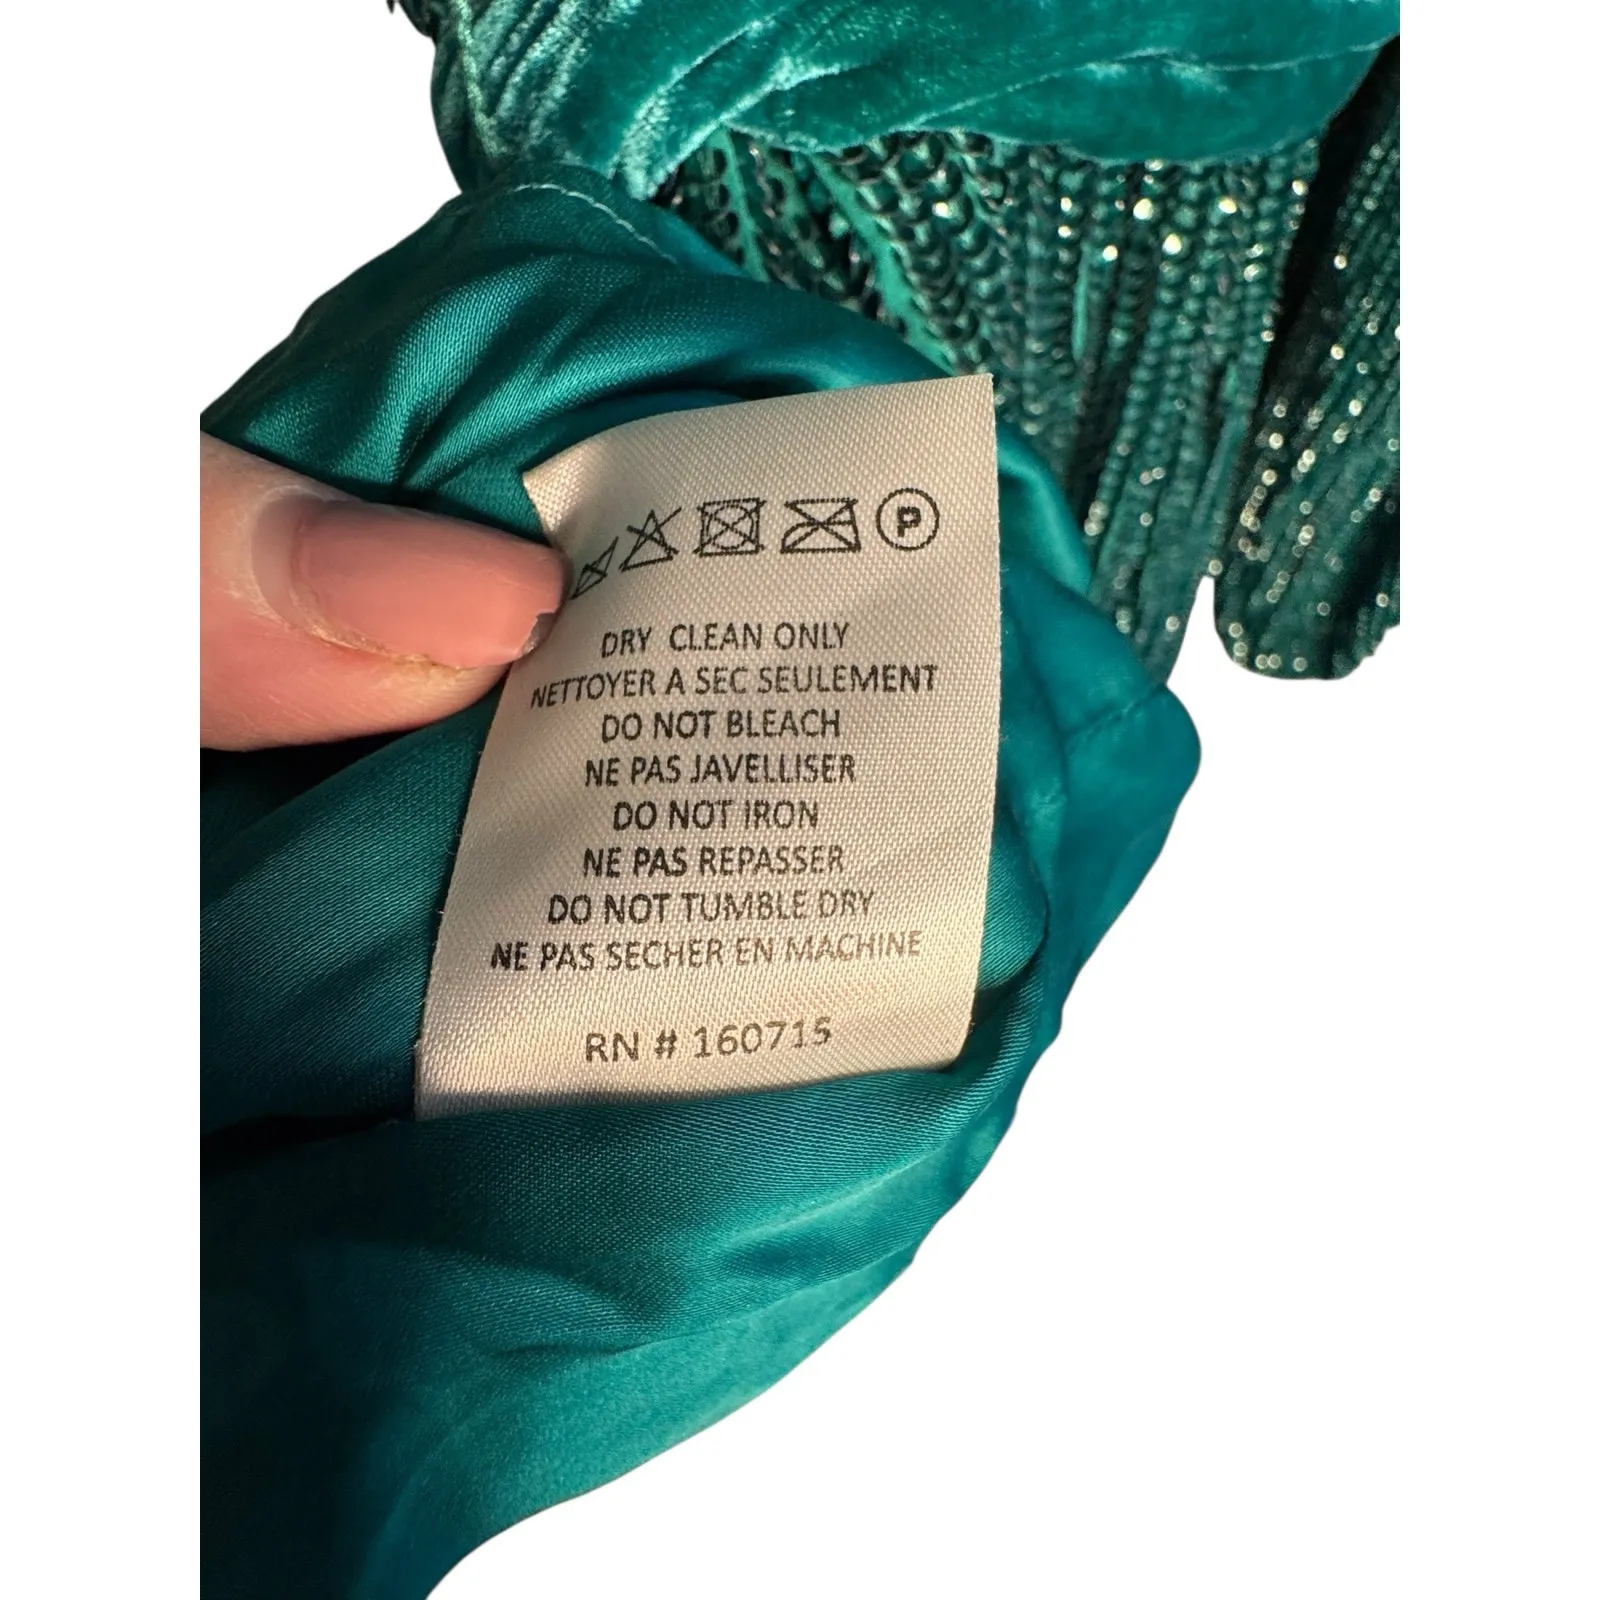 P
DRY CLEAN ONLY
NETTOYER A SEC SEULEMENT
DO NOT BLEACH
NE PAS JAVELLISER
DO NOT IRON
NE PAS REPASSER
DO NOT TUMBLE DRY
NE PAS SECHER EN MACHINE
RN # 160715